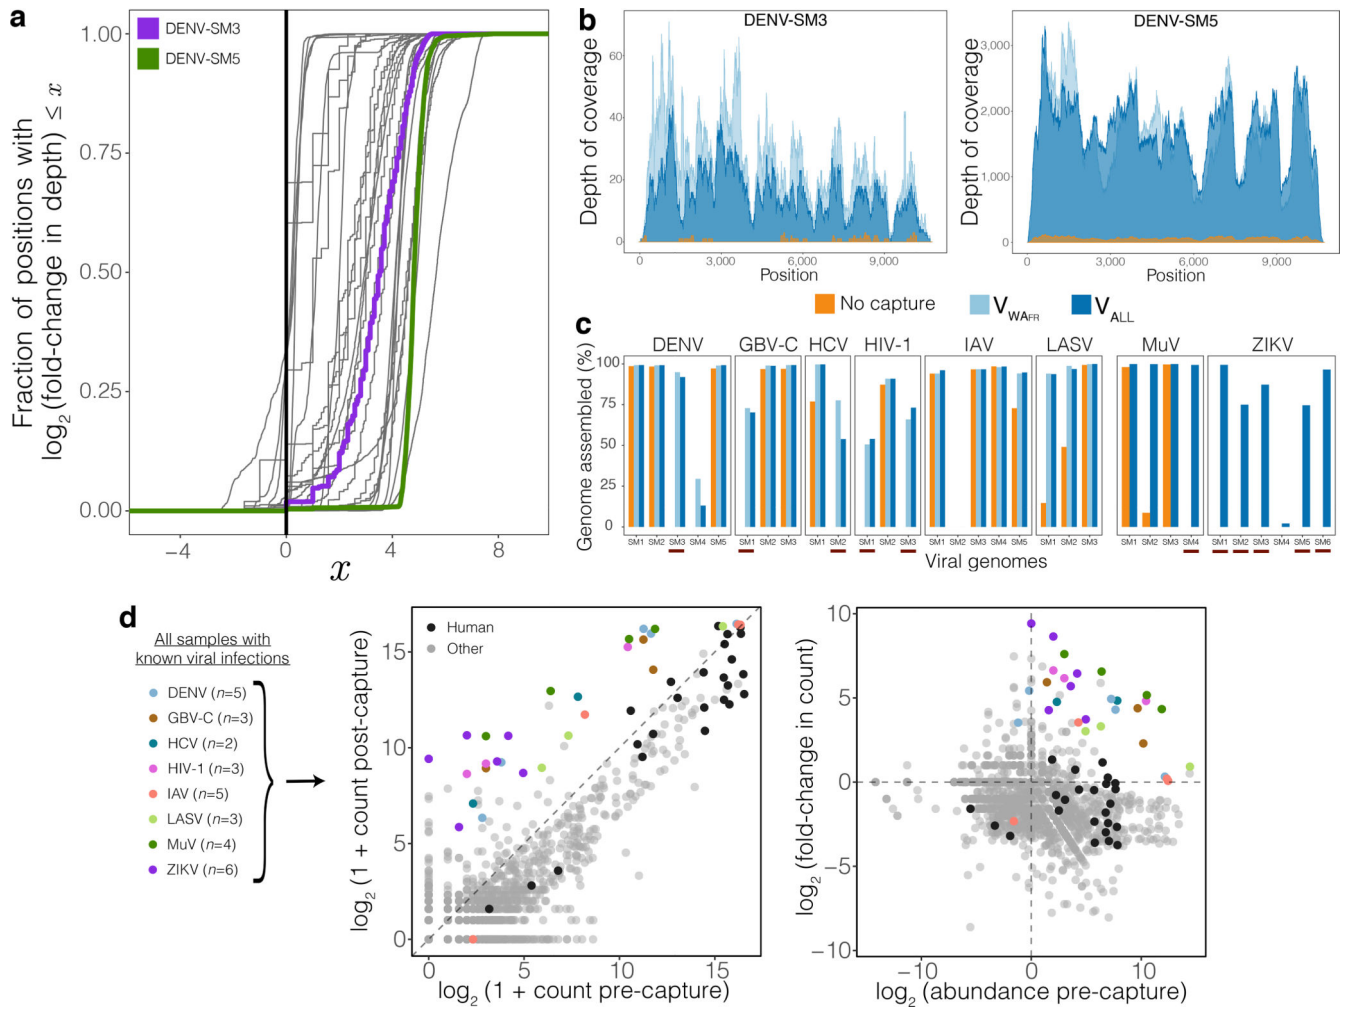 a
DENV-SM3
DENV-SM5
Fraction of positions with
log2 (fold-change in depth) ≤ x
1.00
0.75
0.50
0.25
0.00
−4
0
4
8
x
b
DENV-SM3
Depth of coverage
60
40
20
0
0
3,000
6,000
9,000
Position
DENV-SM5
Depth of coverage
3,000
2,000
1,000
0
0
3,000
6,000
9,000
Position
No capture
VWAFR
VALL
c
DENV
GBV-C
HCV
HIV-1
IAV
LASV
MuV
ZIKV
Genome assembled (%)
100
75
50
25
0
SM1 SM2 SM3 SM4 SM5
SM1 SM2 SM3
SM1 SM2
SM1 SM2 SM3
SM1 SM2 SM3 SM4 SM5
SM1 SM2 SM3
SM1 SM2 SM3 SM4
SM1 SM2 SM3 SM4 SM5 SM6
Viral genomes
d
All samples with
known viral infections
DENV (n=5)
GBV-C (n=3)
HCV (n=2)
HIV-1 (n=3)
IAV (n=5)
LASV (n=3)
MuV (n=4)
ZIKV (n=6)
Human
Other
log2 (1 + count post-capture)
15
10
5
0
0
5
10
15
log2 (1 + count pre-capture)
log2 (fold-change in count)
10
5
0
−5
−10
−10
0
10
log2 (abundance pre-capture)